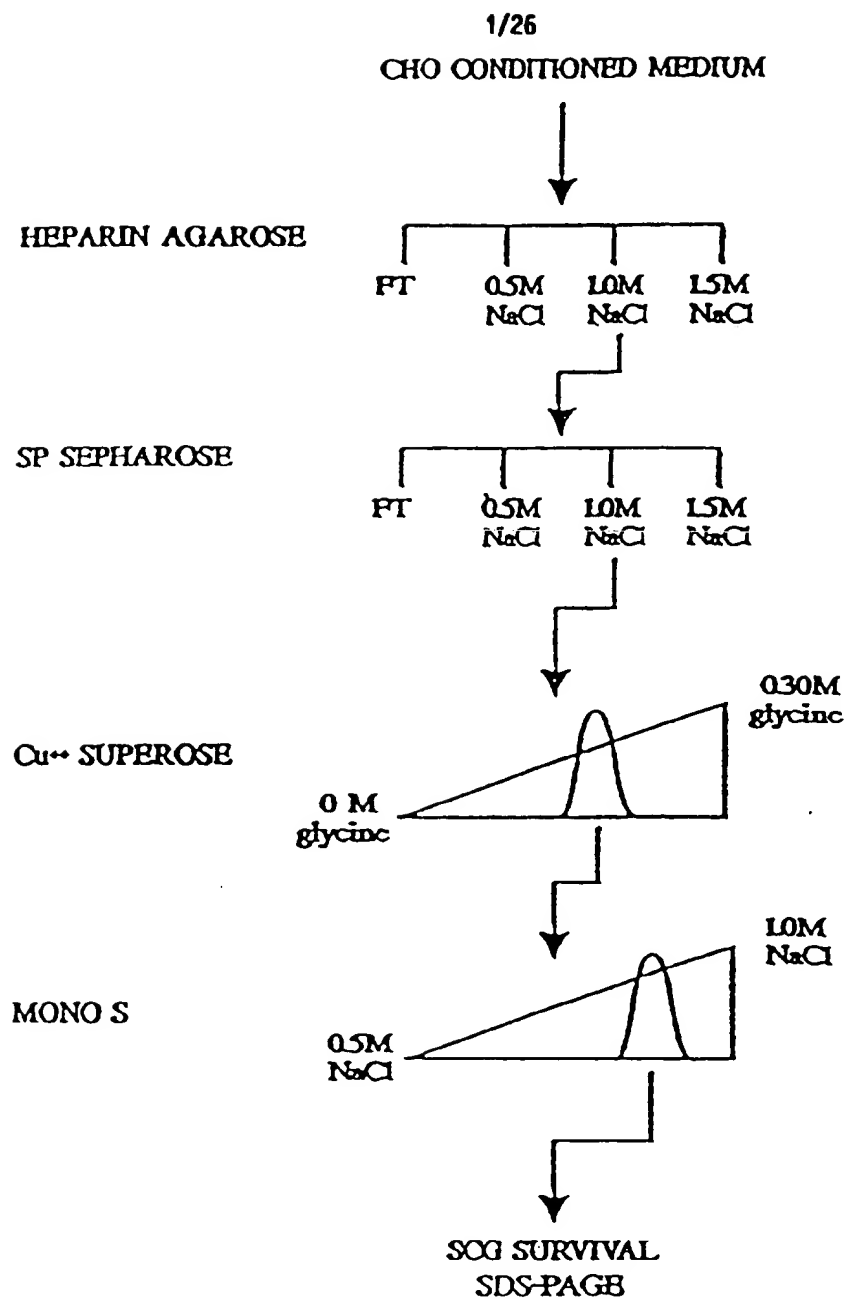 1/26
CHO CONDITIONED MEDIUM
HEPARIN AGAROSE
FT 0.5M NaCl 1.0M NaCl 1.5M NaCl
SP SEPHAROSE
FT 0.5M NaCl 1.0M NaCl 1.5M NaCl
0.30M
glycine
Cu++ SUPEROSE
0 M
glycine
1.0M
NaCl
MONO S
0.5M
NaCl
SCG SURVIVAL
SDS-PAGE